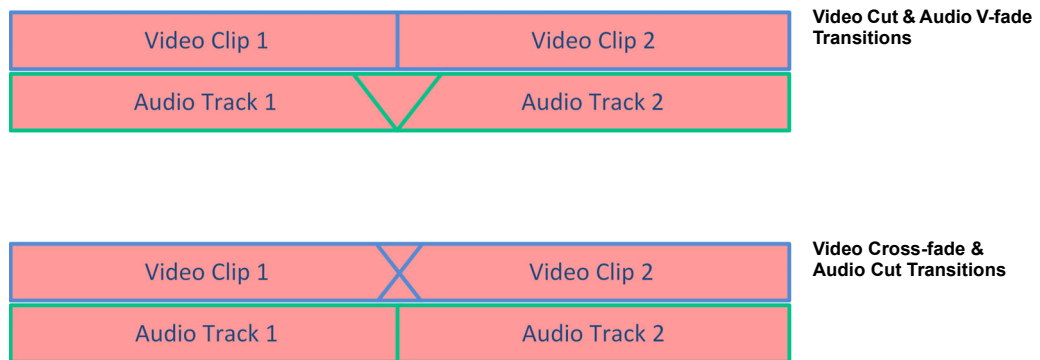 Video Clip 1
Video Clip 2
Video Cut & Audio V-fade
Transitions
Audio Track 1
Audio Track 2
Video Clip 1
Video Clip 2
Video Cross-fade &
Audio Cut Transitions
Audio Track 1
Audio Track 2